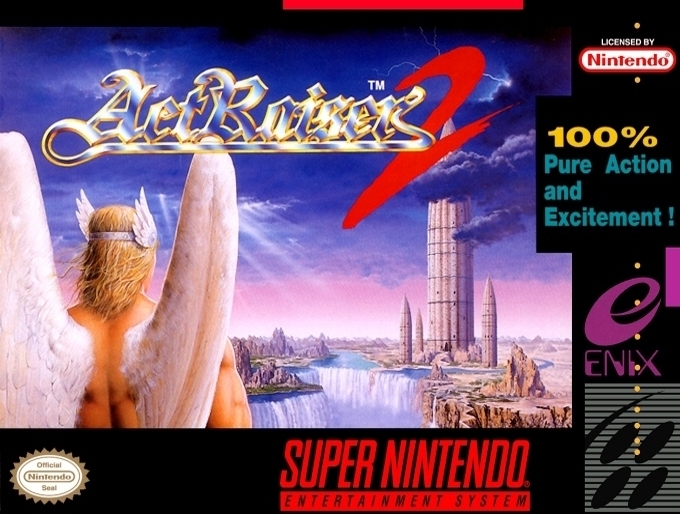 ActRaiser 2
TM
LICENSED BY
Nintendo®
100%
Pure Action
and
Excitement!
ENIX
Official
Nintendo
Seal
SUPER NINTENDO®
ENTERTAINMENT SYSTEM